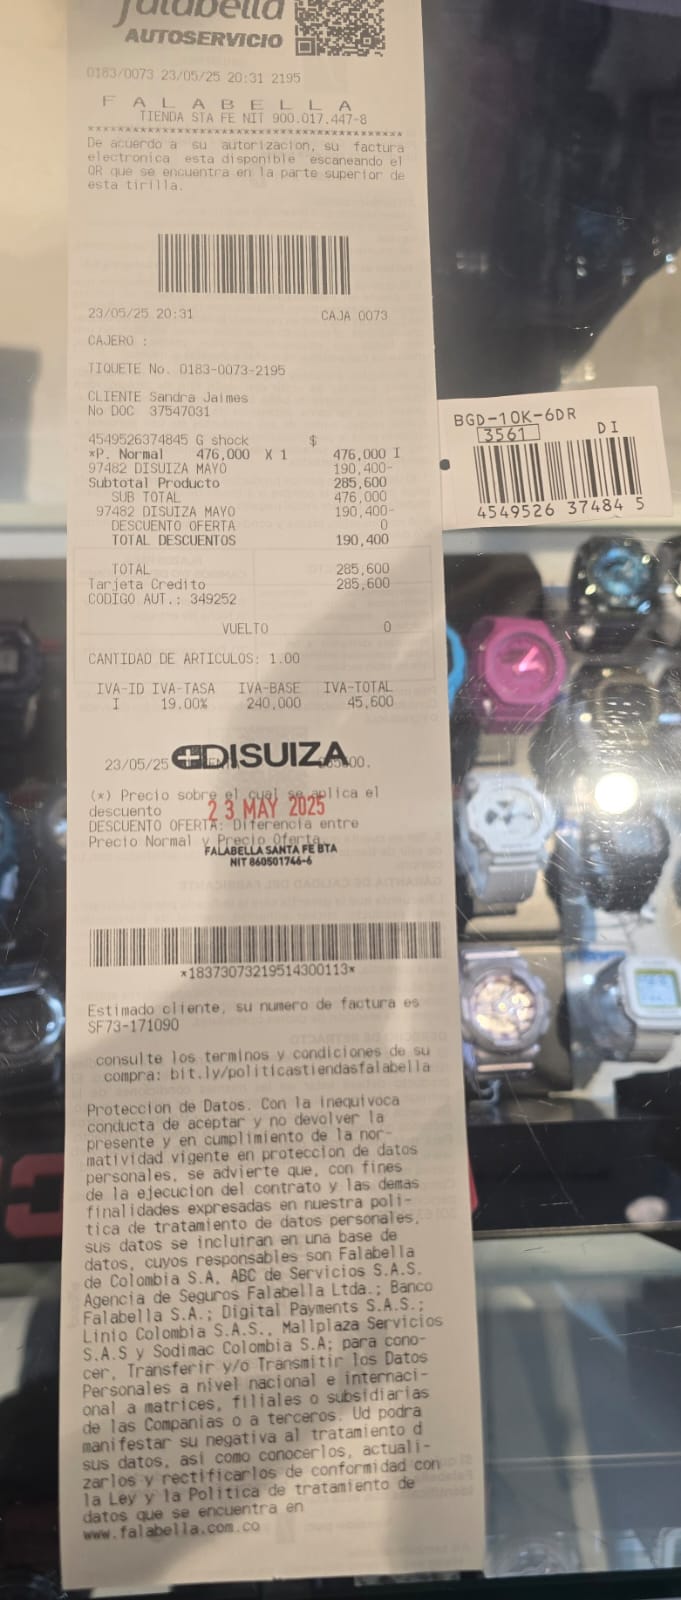 falabella
AUTOSERVICIO
0183/0073 23/05/25 20:31 2195
F A L A B E L L A
TIENDA STA FE NIT 900.017.447-8
******************************************
De acuerdo a su autorizacion, su factura
electronica esta disponible escaneando el
QR que se encuentra en la parte superior de
esta tirilla.
23/05/25 20:31 CAJA 0073
CAJERO :
TIQUETE No. 0183-0073-2195
CLIENTE Sandra Jaimes
No DOC 37547031
4549526374845 G shock $
*P. Normal 476,000 X 1 476,000 I
97482 DISUIZA MAYO 190,400-
Subtotal Producto 285,600
SUB TOTAL 476,000
97482 DISUIZA MAYO 190,400-
DESCUENTO OFERTA 0
TOTAL DESCUENTOS 190,400
TOTAL 285,600
Tarjeta Credito 285,600
CODIGO AUT.: 349252
VUELTO 0
CANTIDAD DE ARTICULOS: 1.00
IVA-ID IVA-TASA IVA-BASE IVA-TOTAL
I 19.00% 240,000 45,600
23/05/25
DISUIZA
(*) Precio sobre el cual se aplica el
descuento
23 MAY 2025
DESCUENTO OFERTA: Diferencia entre
Precio Normal y Precio Oferta
FALABELLA SANTA FE BTA
NIT 860501746-6
*18373073219514300113*
Estimado cliente, su numero de factura es
SF73-171090
consulte los terminos y condiciones de su
compra: bit.ly/politicastiendasfalabella
Proteccion de Datos. Con la inequivoca
conducta de aceptar y no devolver la
presente y en cumplimiento de la nor-
matividad vigente en proteccion de datos
personales, se advierte que, con fines
de la ejecucion del contrato y las demas
finalidades expresadas en nuestra poli-
tica de tratamiento de datos personales,
sus datos se incluiran en una base de
datos, cuyos responsables son Falabella
de Colombia S.A, ABC de Servicios S.A.S.
Agencia de Seguros Falabella Ltda.; Banco
Falabella S.A.; Digital Payments S.A.S.;
Linio Colombia S.A.S., Mallplaza Servicios
S.A.S y Sodimac Colombia S.A; para cono-
cer, Transferir y/o Transmitir los Datos
Personales a nivel nacional e internaci-
onal a matrices, filiales o subsidiarias
de las Companias o a terceros. Ud podra
manifestar su negativa al tratamiento d
sus datos, asi como conocerlos, actuali-
zarlos y rectificarlos de conformidad con
la Ley y la Politica de tratamiento de
datos que se encuentra en
www.falabella.com.co
BGD-10K-6DR
3561 DI
4549526 37484 5